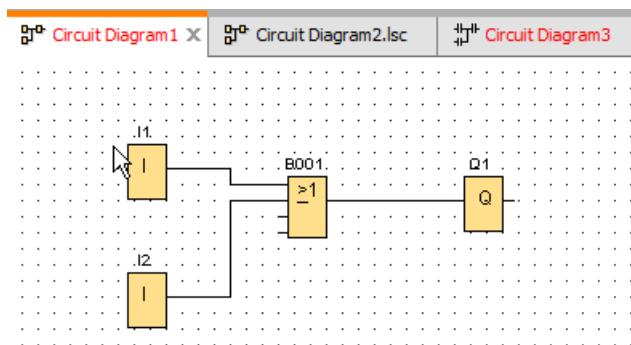 Circuit Diagram1 Circuit Diagram2.lsc Circuit Diagram3
I1
I
B001
≥1
Q1
Q
I2
I